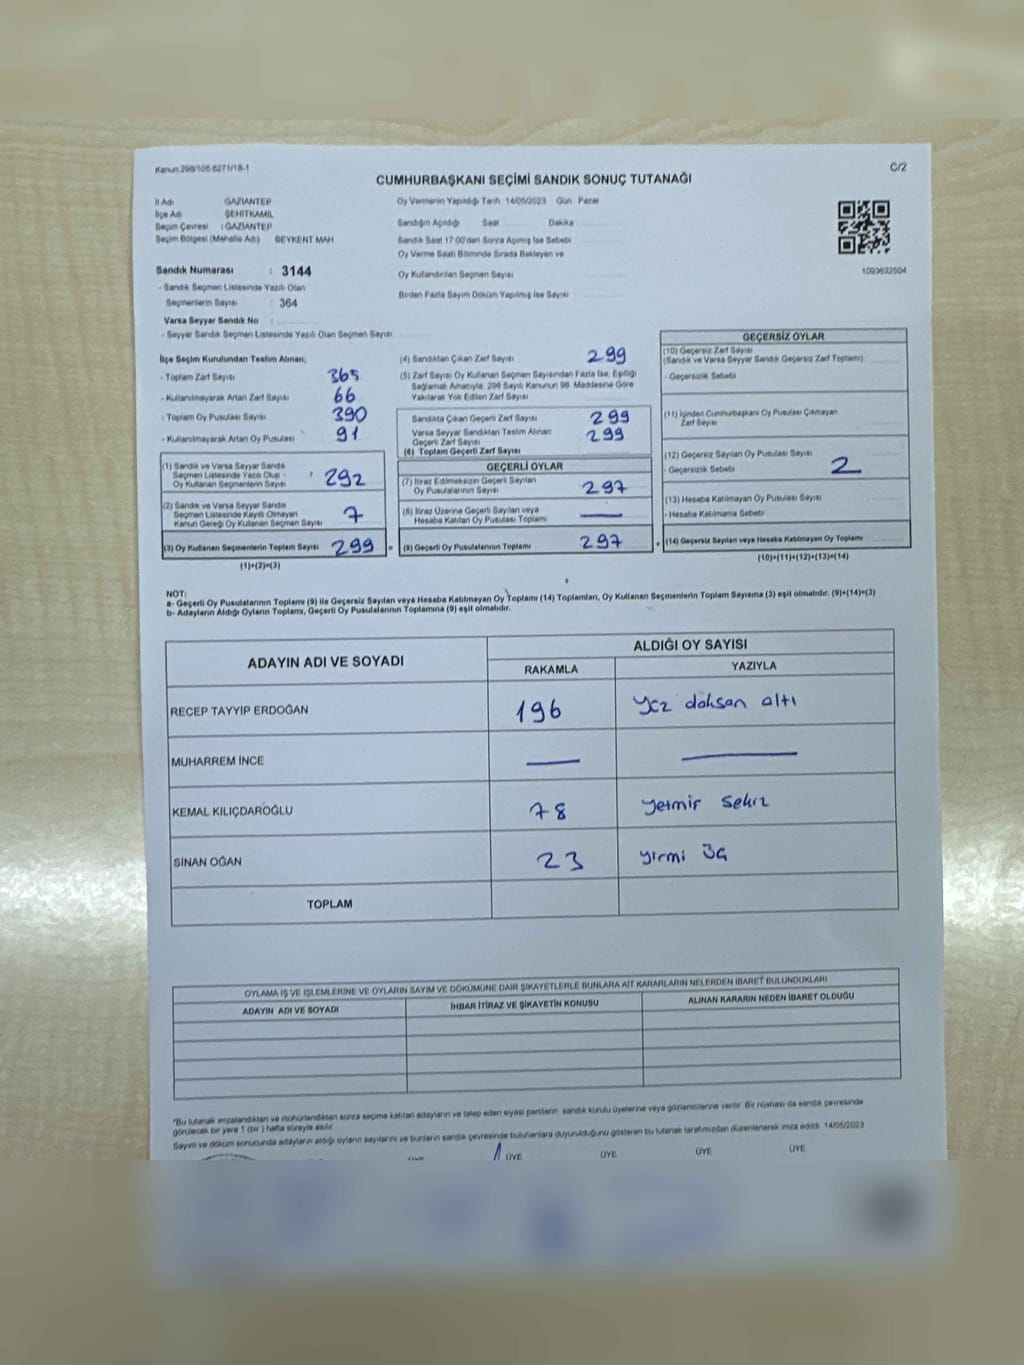 Kanun 298/106.6271/18-1
C/2
CUMHURBAŞKANI SEÇİMİ SANDIK SONUÇ TUTANAĞI
İl Adı GAZİANTEP
İlçe Adı ŞEHİTKAMİL
Seçim Çevresi : GAZİANTEP
Seçim Bölgesi (Mahalle Adı) BEYKENT MAH
Sandık Numarası : 3144
- Sandık Seçmen Listesinde Yazılı Olan
Seçmenlerin Sayısı : 364
Varsa Seyyar Sandık No :
- Seyyar Sandık Seçmen Listesinde Yazılı Olan Seçmen Sayısı:
Oy Vermenin Yapıldığı Tarih 14/05/2023 Gün Pazar
Sandığın Açıldığı Saat Dakika
Sandık Saat 17.00'dan Sonra Açılmış İse Sebebi
Oy Verme Saati Bitiminde Sırada Bekleyen ve
Oy Kullandırılan Seçmen Sayısı
Birden Fazla Sayım Döküm Yapılmış İse Sayısı
1093632504
İlçe Seçim Kurulundan Teslim Alınan;
- Toplam Zarf Sayısı 365
- Kullanılmayarak Artan Zarf Sayısı 66
- Toplam Oy Pusulası Sayısı 390
- Kullanılmayarak Artan Oy Pusulası 91
(1) Sandık ve Varsa Seyyar Sandık
Seçmen Listesinde Yazılı Olup
Oy Kullanan Seçmenlerin Sayısı 292
(2) Sandık ve Varsa Seyyar Sandık
Seçmen Listesinde Kayıtlı Olmayan
Kanun Gereği Oy Kullanan Seçmen Sayısı 7
(3) Oy Kullanan Seçmenlerin Toplam Sayısı 299 =
(1)+(2)=(3)
(4) Sandıktan Çıkan Zarf Sayısı 299
(5) Zarf Sayısı Oy Kullanan Seçmen Sayısından Fazla İse, Eşitliği
Sağlamak Amacıyla, 298 Sayılı Kanunun 98. Maddesine Göre
Yakılarak Yok Edilen Zarf Sayısı
Sandıkta Çıkan Geçerli Zarf Sayısı 299
Varsa Seyyar Sandıktan Teslim Alınan
Geçerli Zarf Sayısı 299
(6) Toplam Geçerli Zarf Sayısı
GEÇERLİ OYLAR
(7) İtiraz Edilmeksizin Geçerli Sayılan
Oy Pusulalarının Sayısı 297
(8) İtiraz Üzerine Geçerli Sayılan veya
Hesaba Katılan Oy Pusulası Toplamı —
(9) Geçerli Oy Pusulalarının Toplamı 297 +
GEÇERSİZ OYLAR
(10) Geçersiz Zarf Sayısı
(Sandık ve Varsa Seyyar Sandık Geçersiz Zarf Toplamı)
- Geçersizlik Sebebi
(11) İçinden Cumhurbaşkanı Oy Pusulası Çıkmayan
Zarf Sayısı
(12) Geçersiz Sayılan Oy Pusulası Sayısı
- Geçersizlik Sebebi 2
(13) Hesaba Katılmayan Oy Pusulası Sayısı
- Hesaba Katılmama Sebebi
(14) Geçersiz Sayılan veya Hesaba Katılmayan Oy Toplamı
(10)+(11)+(12)+(13)=(14)
NOT:
a- Geçerli Oy Pusulalarının Toplamı (9) ile Geçersiz Sayılan veya Hesaba Katılmayan Oy Toplamı (14) Toplamları, Oy Kullanan Seçmenlerin Toplam Sayısına (3) eşit olmalıdır. (9)+(14)=(3)
b- Adayların Aldığı Oyların Toplamı, Geçerli Oy Pusulalarının Toplamına (9) eşit olmalıdır.
ADAYIN ADI VE SOYADI
ALDIĞI OY SAYISI
RAKAMLA YAZIYLA
RECEP TAYYIP ERDOĞAN 196 Yüz doksan altı
MUHARREM İNCE — —
KEMAL KILIÇDAROĞLU 78 Yetmiş sekiz
SİNAN OĞAN 23 Yirmi üç
TOPLAM
OYLAMA İŞ VE İŞLEMLERİNE VE OYLARIN SAYIM VE DÖKÜMÜNE DAİR ŞİKAYETLERLE BUNLARA AİT KARARLARIN NELERDEN İBARET BULUNDUKLARI
ADAYIN ADI VE SOYADI İHBAR İTİRAZ VE ŞİKAYETİN KONUSU ALINAN KARARIN NEDEN İBARET OLDUĞU
*Bu tutanak imzalandıktan ve mühürlendikten sonra seçime katılan adayların ve talep eden siyasi partilerin sandık kurulu üyelerine veya gözlemcilerine verilir. Bir nüshası da sandık çevresinde
görülecek bir yere 1 (bir) hafta süreyle asılır.
Sayım ve döküm sonucunda adayların aldığı oyların sayılarını ve bunların sandık çevresinde bulunanlara duyurulduğunu gösteren bu tutanak tarafımızdan düzenlenerek imza edildi. 14/05/2023
ÜYE ÜYE ÜYE ÜYE